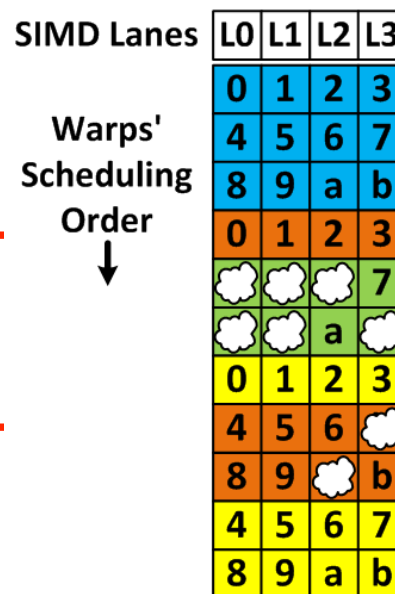 SIMD Lanes L0 L1 L2 L3
0 1 2 3
Warps' 4 5 6 7
Scheduling 8 9 a b
Order 0 1 2 3
7
a
0 1 2 3
4 5 6
8 9 b
4 5 6 7
8 9 a b